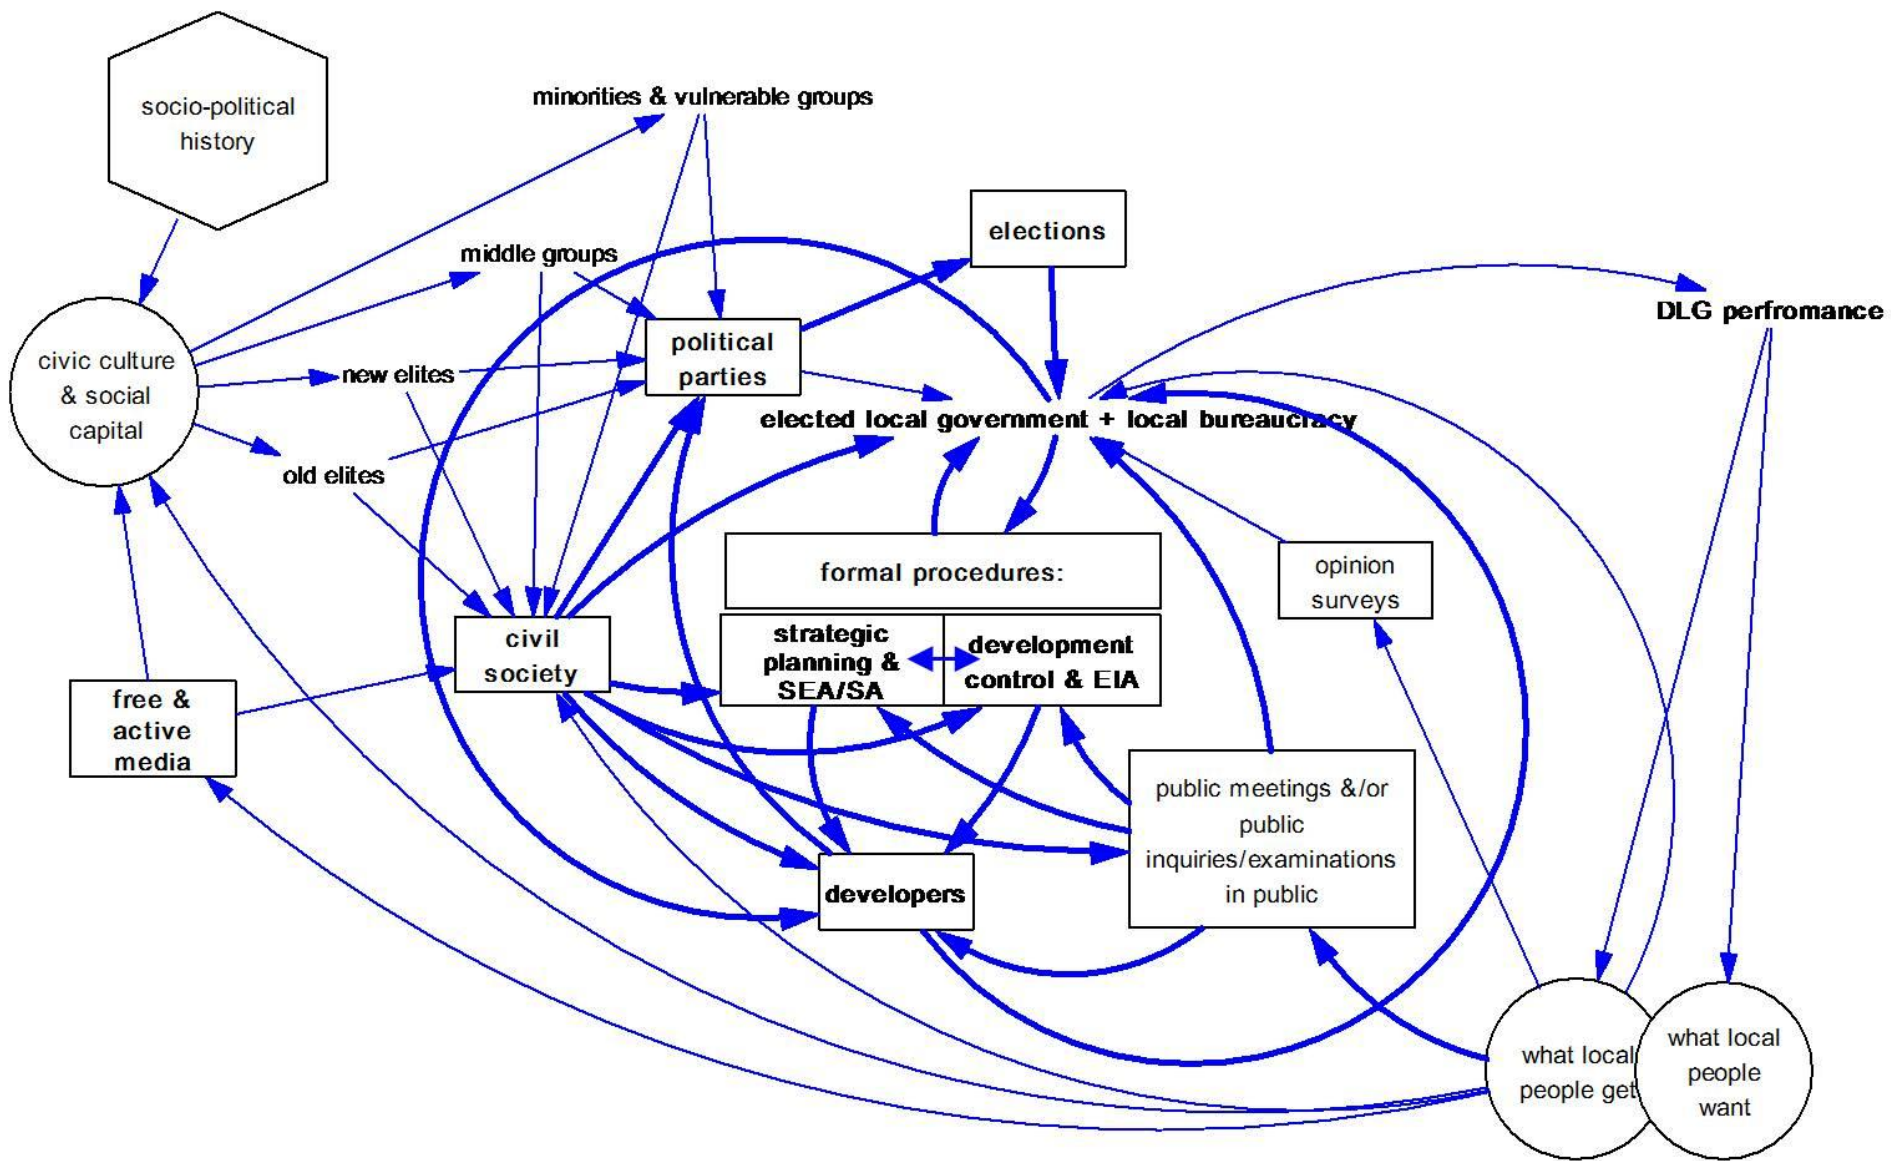 socio-political
history
minorities & vulnerable groups
elections
middle groups
DLG perfromance
political
parties
civic culture
& social
capital
new elites
elected local government + local bureaucracy
old elites
formal procedures:
opinion
surveys
civil
society
strategic
planning &
SEA/SA
development
control & EIA
free &
active
media
public meetings &/or
public
inquiries/examinations
in public
developers
what local
people get
what local
people
want